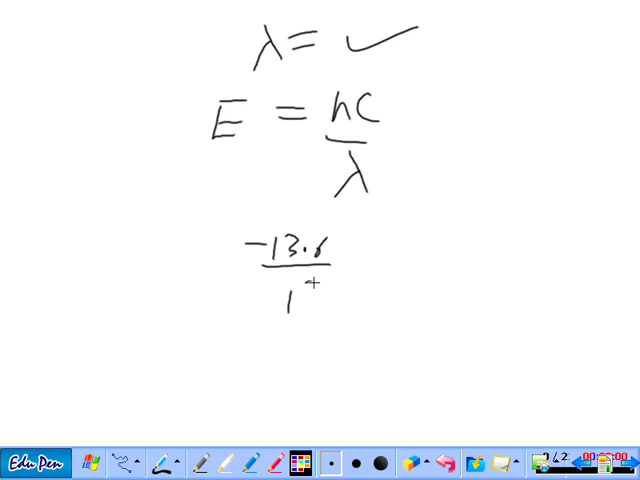 λ = ✓
E = hC
λ
-13.6
1
Edu Pen